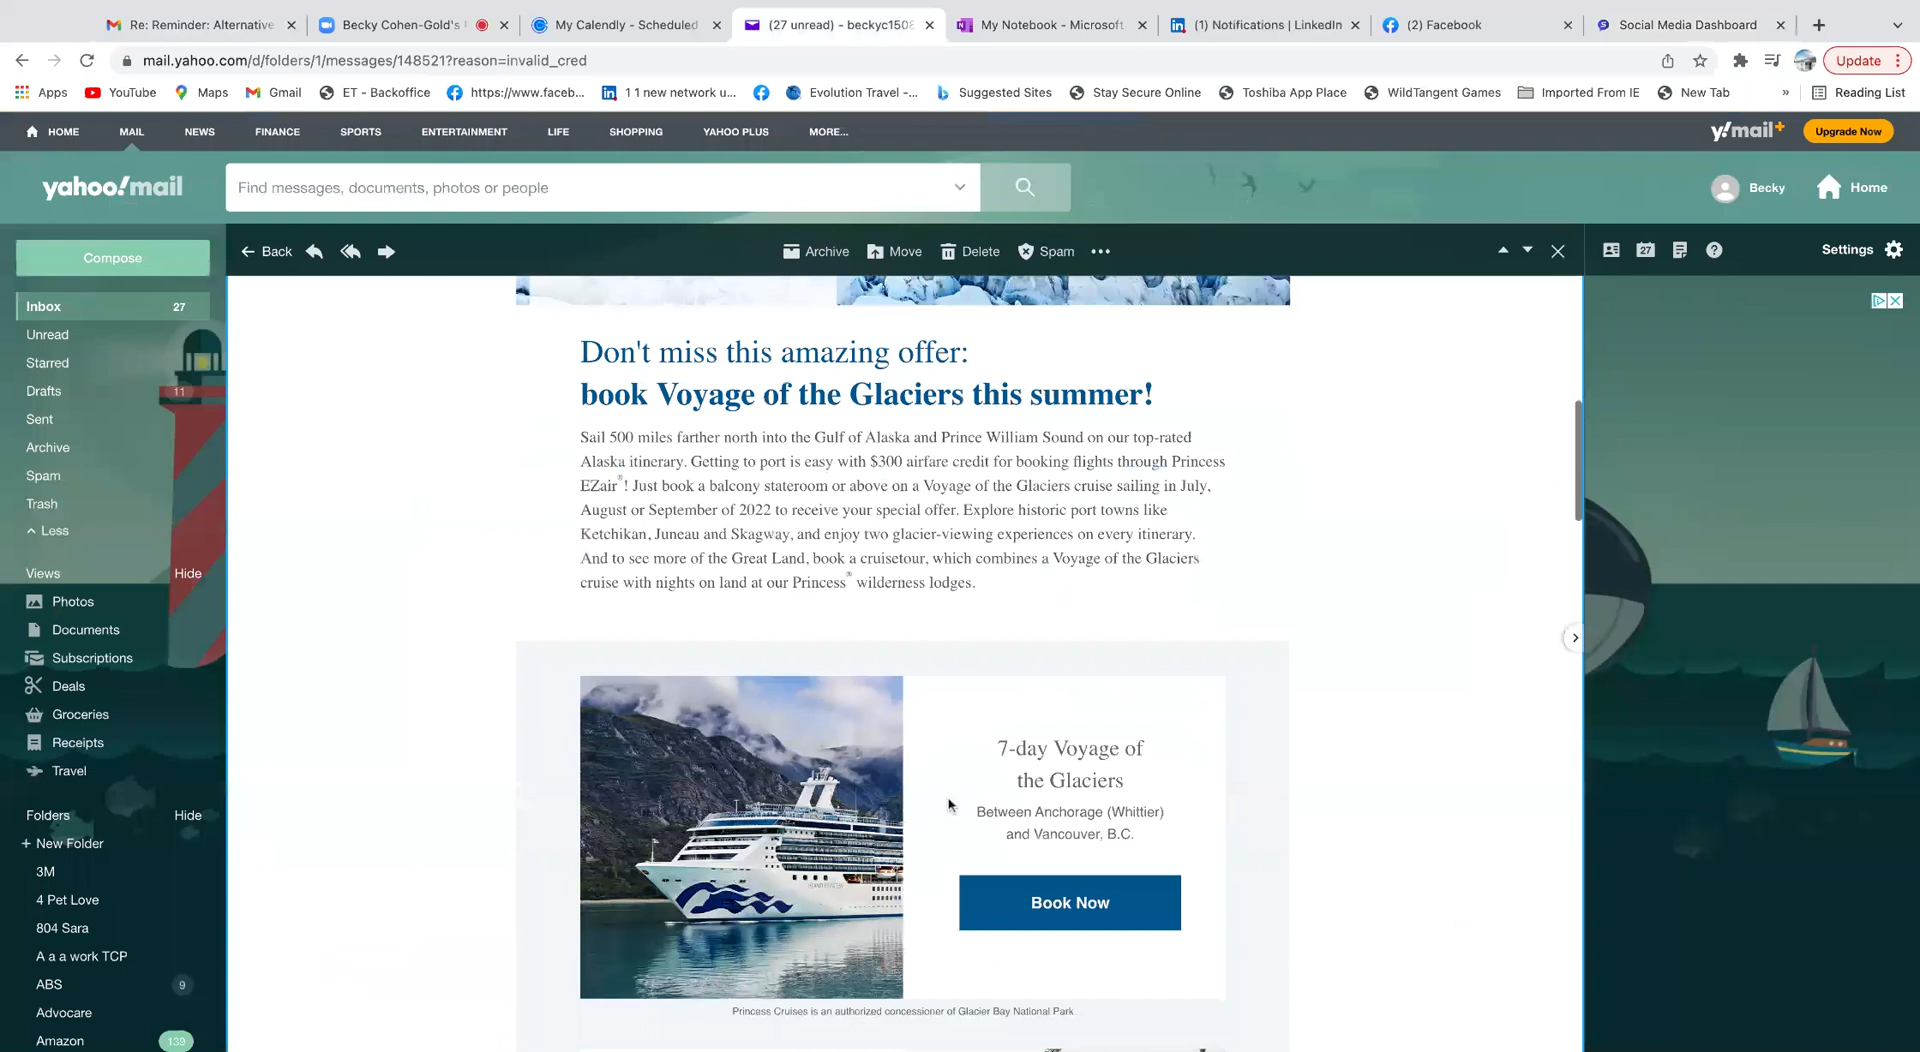 Re: Reminder: Alternative
Becky Cohen-Gold's
My Calendly - Scheduled
(27 unread) - beckyc1508
My Notebook - Microsoft
(1) Notifications | LinkedIn
(2) Facebook
Social Media Dashboard
mail.yahoo.com/d/folders/1/messages/148521?reason=invalid_cred
Update
Apps
YouTube
Maps
Gmail
ET - Backoffice
https://www.faceb...
1 1 new network u...
Evolution Travel -...
Suggested Sites
Stay Secure Online
Toshiba App Place
WildTangent Games
Imported From IE
New Tab
»
Reading List
HOME
MAIL
NEWS
FINANCE
SPORTS
ENTERTAINMENT
LIFE
SHOPPING
YAHOO PLUS
MORE...
y!mail+
Upgrade Now
yahoo!mail
Find messages, documents, photos or people
Becky
Home
Compose
Back
Archive
Move
Delete
Spam
27
Settings
Inbox 27
Unread
Starred
Drafts 11
Sent
Archive
Spam
Trash
Less
Views Hide
Photos
Documents
Subscriptions
Deals
Groceries
Receipts
Travel
Folders Hide
+ New Folder
3M
4 Pet Love
804 Sara
A a a work TCP
ABS 9
Advocare
Amazon 139
Don't miss this amazing offer:
book Voyage of the Glaciers this summer!
Sail 500 miles farther north into the Gulf of Alaska and Prince William Sound on our top-rated
Alaska itinerary. Getting to port is easy with $300 airfare credit for booking flights through Princess
EZair®! Just book a balcony stateroom or above on a Voyage of the Glaciers cruise sailing in July,
August or September of 2022 to receive your special offer. Explore historic port towns like
Ketchikan, Juneau and Skagway, and enjoy two glacier-viewing experiences on every itinerary.
And to see more of the Great Land, book a cruisetour, which combines a Voyage of the Glaciers
cruise with nights on land at our Princess® wilderness lodges.
7-day Voyage of
the Glaciers
Between Anchorage (Whittier)
and Vancouver, B.C.
Book Now
Princess Cruises is an authorized concessioner of Glacier Bay National Park